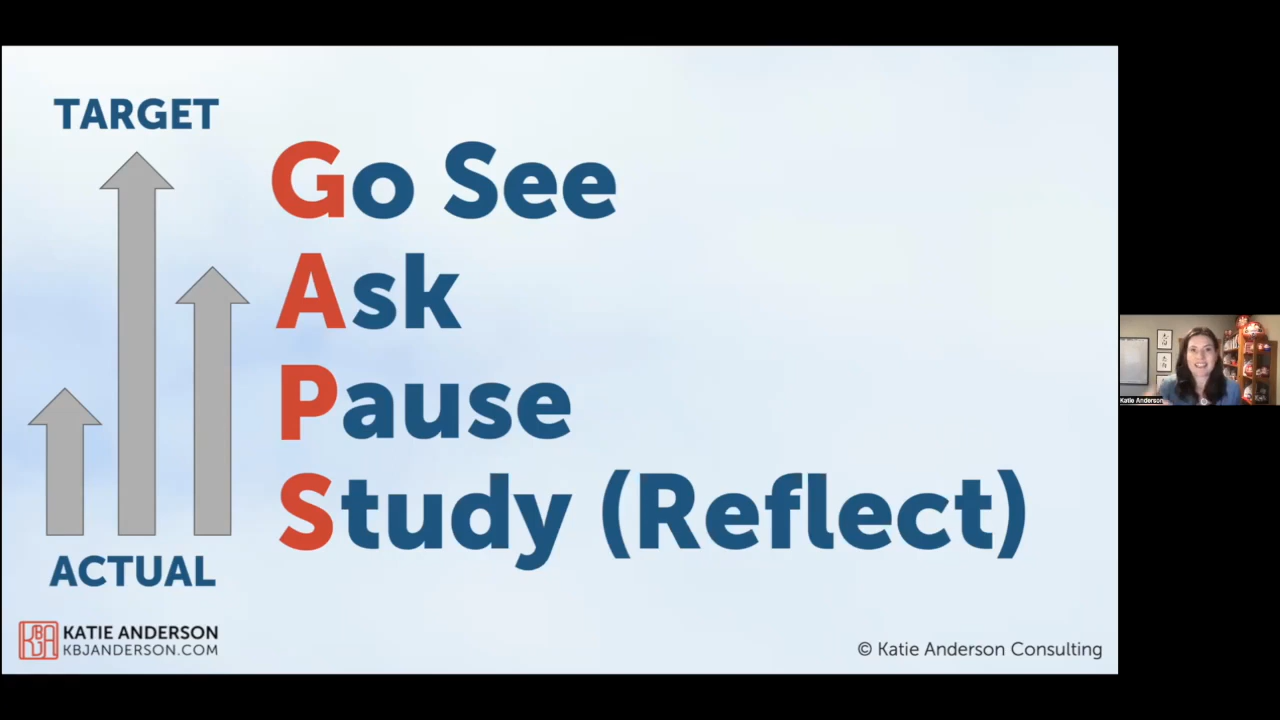 TARGET
Go See
Ask
Pause
Study (Reflect)
ACTUAL
KATIE ANDERSON
KBJANDERSON.COM
© Katie Anderson Consulting
Katie Anderson